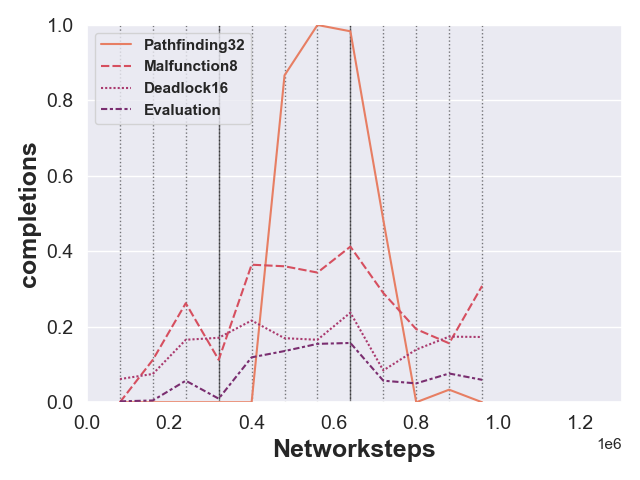 1.0
0.8
0.6
0.4
0.2
0.0
completions
Pathfinding32
Malfunction8
Deadlock16
Evaluation
0.0 0.2 0.4 0.6 0.8 1.0 1.2
1e6
Networksteps